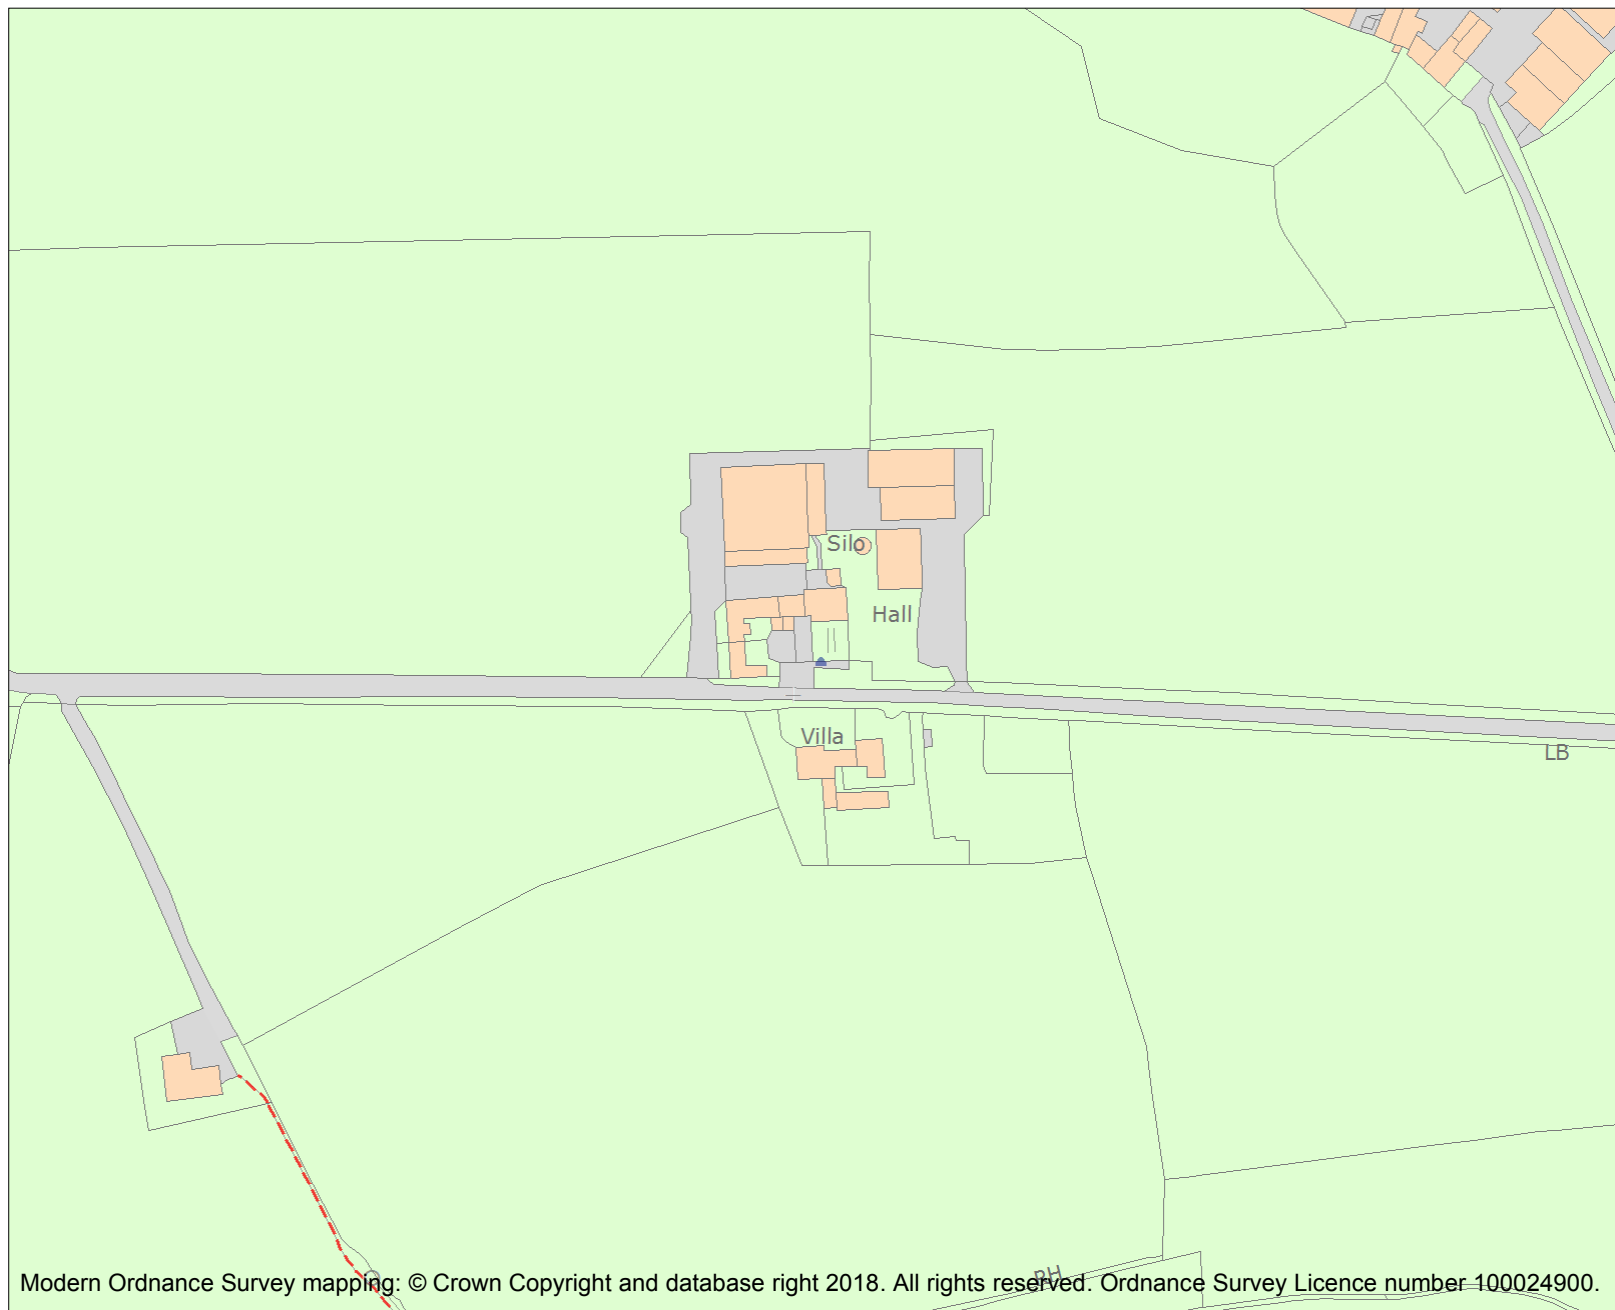 Silo
Hall
Villa
LB
RH
Modern Ordnance Survey mapping: © Crown Copyright and database right 2018. All rights reserved. Ordnance Survey Licence number 100024900.